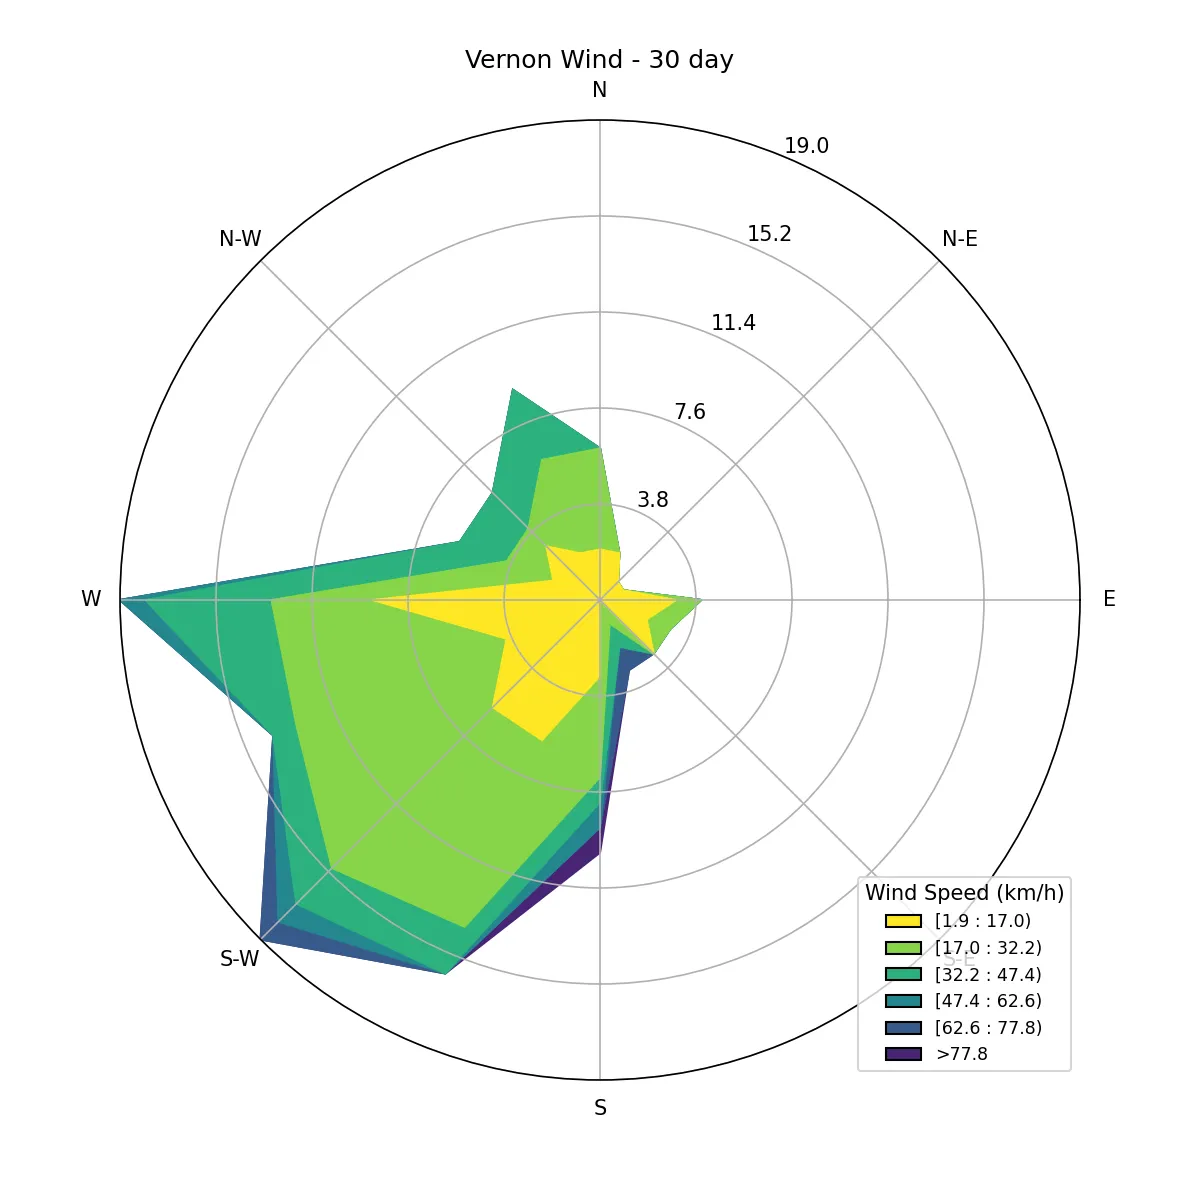 Vernon Wind - 30 day
N
19.0
15.2
N-W
N-E
11.4
7.6
3.8
W
E
S-W
S-E
S
Wind Speed (km/h)
[1.9 : 17.0)
[17.0 : 32.2)
[32.2 : 47.4)
[47.4 : 62.6)
[62.6 : 77.8)
>77.8